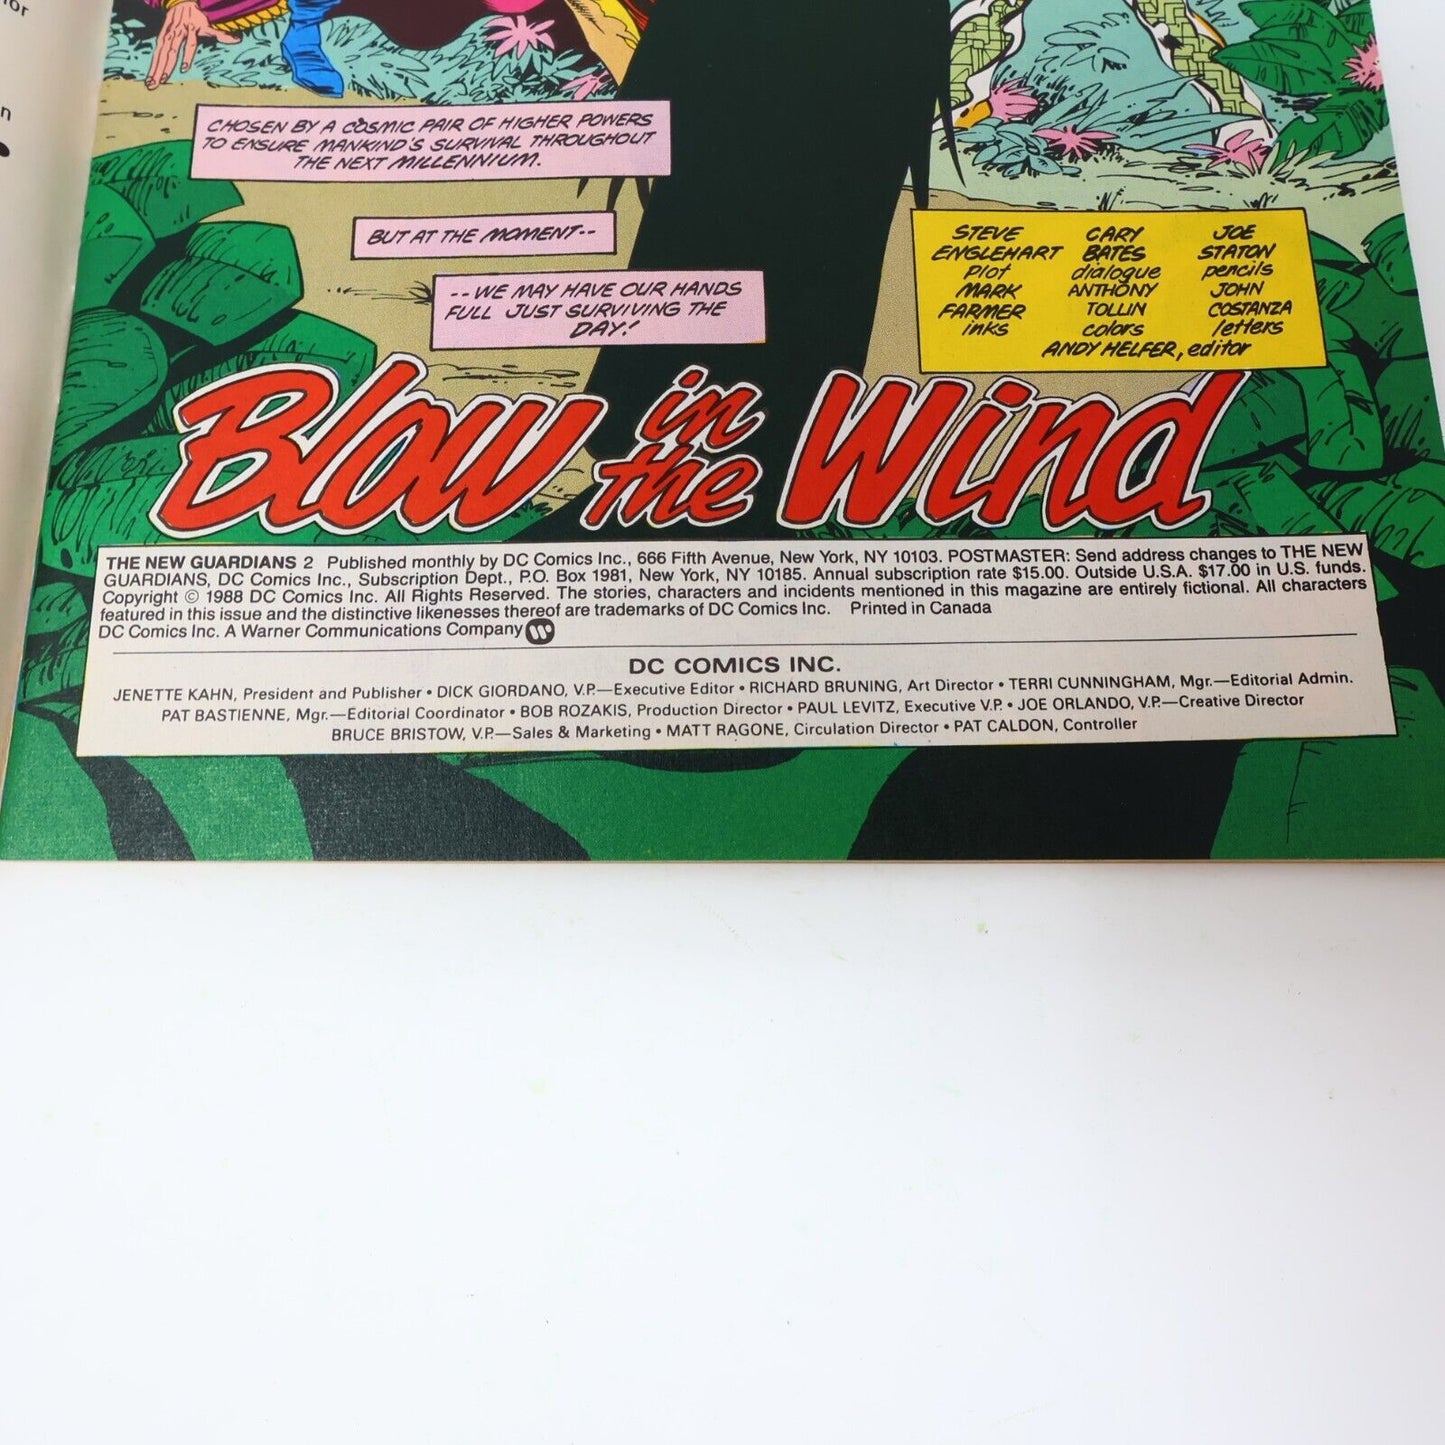 n
CHOSEN BY A COSMIC PAIR OF HIGHER POWERS
TO ENSURE MANKIND'S SURVIVAL THROUGHOUT
THE NEXT MILLENNIUM.
BUT AT THE MOMENT--
--WE MAY HAVE OUR HANDS
FULL JUST SURVIVING THE
DAY!
STEVE
ENGLEHART
plot
CARY
BATES
dialogue
JOE
STATON
pencils
MARK
FARMER
inks
ANTHONY
TOLLIN
colors
JOHN
COSTANZA
letters
ANDY HELFER, editor
Blow in the Wind
THE NEW GUARDIANS 2 Published monthly by DC Comics Inc., 666 Fifth Avenue, New York, NY 10103. POSTMASTER: Send address changes to THE NEW
GUARDIANS, DC Comics Inc., Subscription Dept., P.O. Box 1981, New York, NY 10185. Annual subscription rate $15.00. Outside U.S.A. $17.00 in U.S. funds.
Copyright © 1988 DC Comics Inc. All Rights Reserved. The stories, characters and incidents mentioned in this magazine are entirely fictional. All characters
featured in this issue and the distinctive likenesses thereof are trademarks of DC Comics Inc. Printed in Canada
DC Comics Inc. A Warner Communications Company
DC COMICS INC.
JENETTE KAHN, President and Publisher • DICK GIORDANO, V.P.—Executive Editor • RICHARD BRUNING, Art Director • TERRI CUNNINGHAM, Mgr.—Editorial Admin.
PAT BASTIENNE, Mgr.—Editorial Coordinator • BOB ROZAKIS, Production Director • PAUL LEVITZ, Executive V.P. • JOE ORLANDO, V.P.—Creative Director
BRUCE BRISTOW, V.P.—Sales & Marketing • MATT RAGONE, Circulation Director • PAT CALDON, Controller